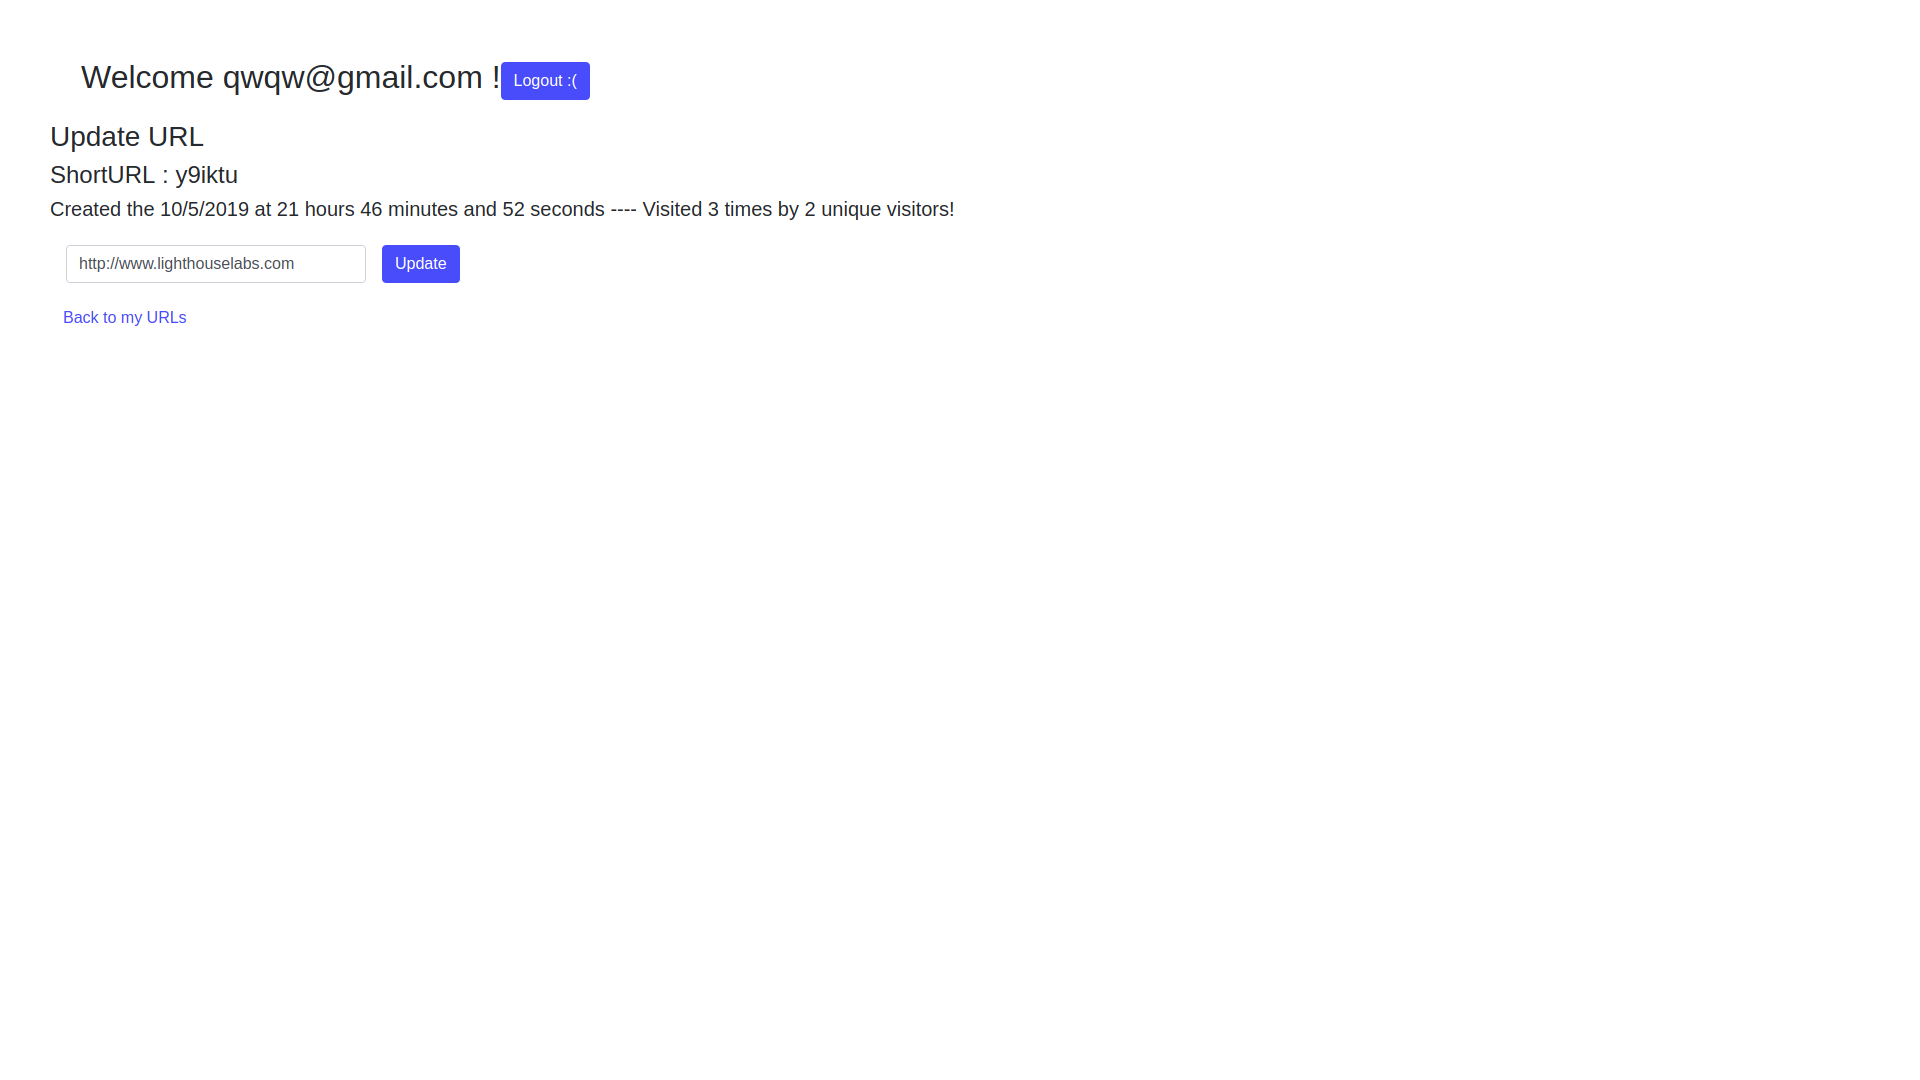 Welcome qwqw@gmail.com ! Logout :(
Update URL
ShortURL : y9iktu
Created the 10/5/2019 at 21 hours 46 minutes and 52 seconds ---- Visited 3 times by 2 unique visitors!
http://www.lighthouselabs.com Update
Back to my URLs